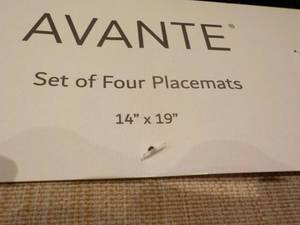 AVANTE®
Set of Four Placemats
14" x 19"